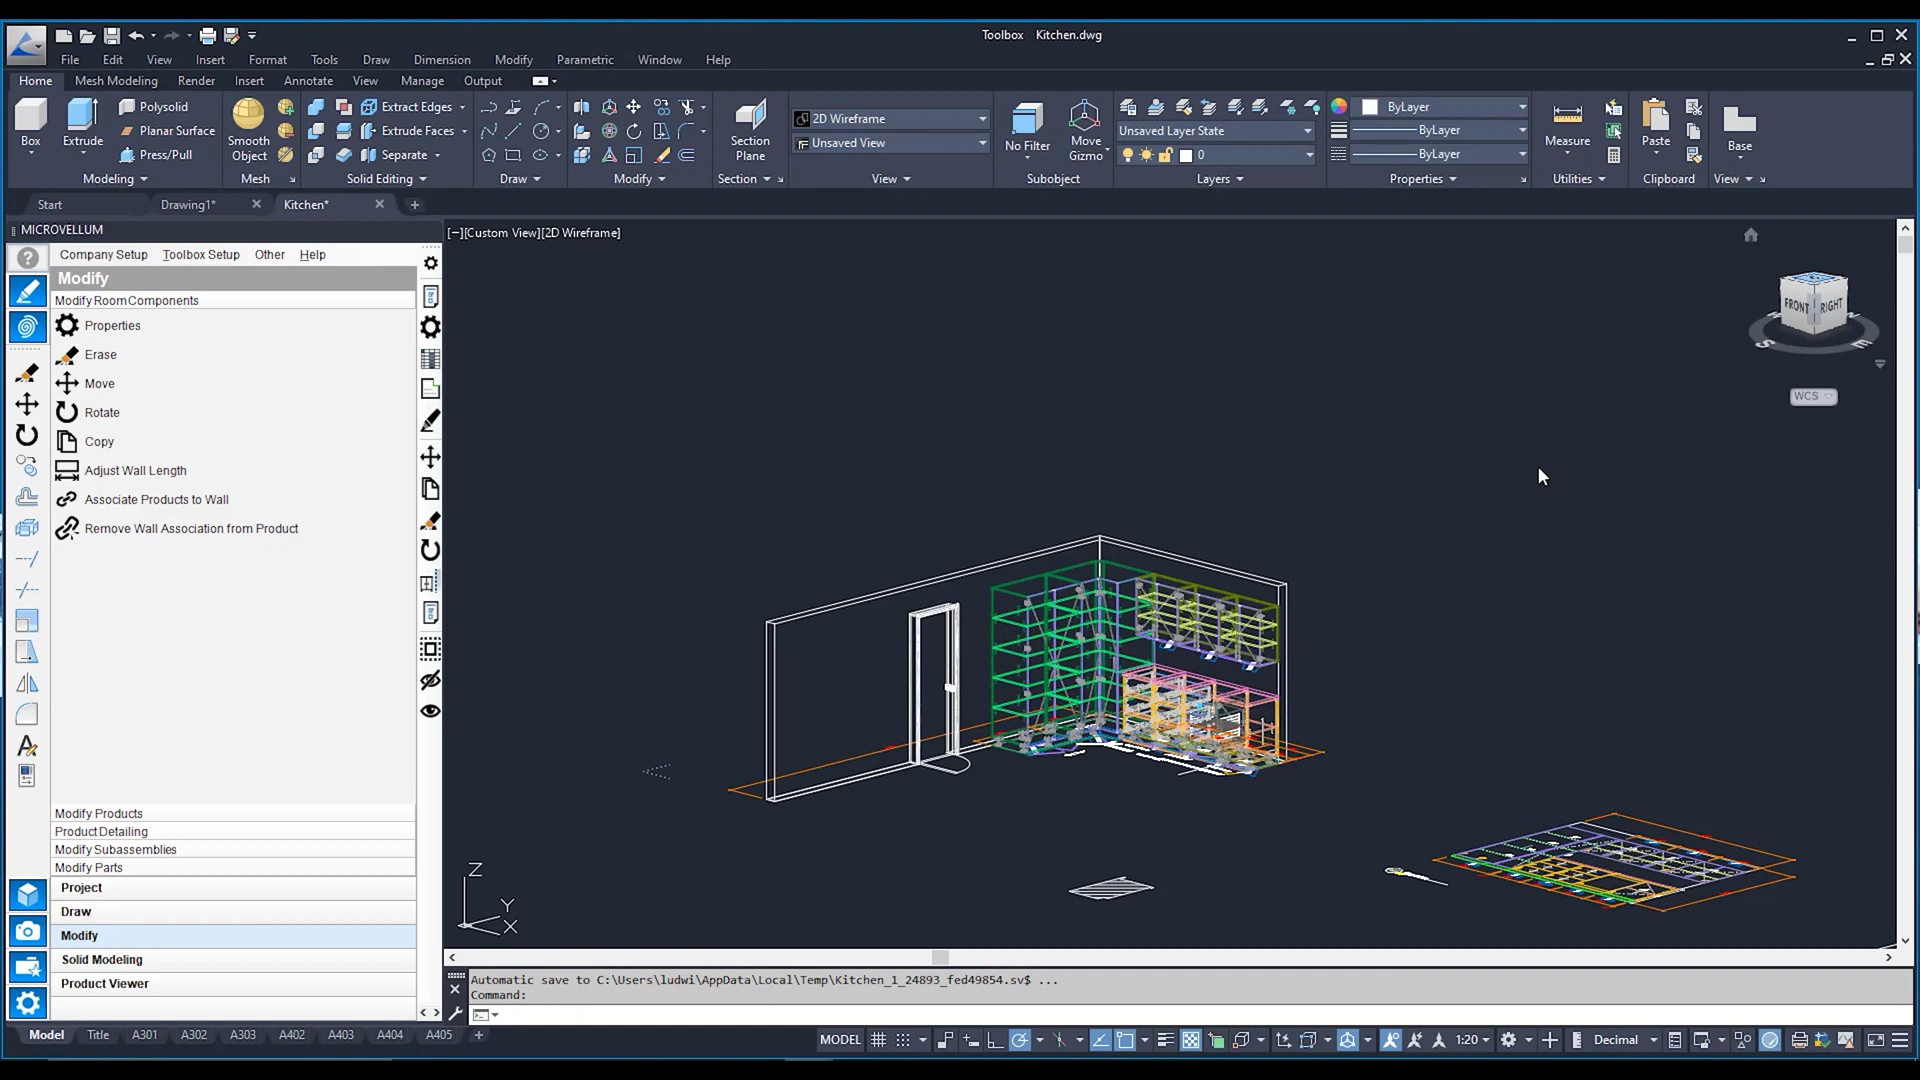 Toolbox Kitchen.dwg
File Edit View Insert Format Tools Draw Dimension Modify Parametric Window Help
Home Mesh Modeling Render Insert Annotate View Manage Output
Box
Extrude
Polysolid
Planar Surface
Press/Pull
Smooth
Object
Extract Edges
Extrude Faces
Separate
Section
Plane
2D Wireframe
Unsaved View
No Filter
Move
Gizmo
Unsaved Layer State
0
ByLayer
ByLayer
ByLayer
Measure
Paste
Base
Modeling Mesh Solid Editing Draw Modify Section View Subobject Layers Properties Utilities Clipboard View
Start Drawing1* Kitchen*
MICROVELLUM
[−][Custom View][2D Wireframe]
Company Setup Toolbox Setup Other Help
Modify
Modify Room Components
Properties
Erase
Move
Rotate
Copy
Adjust Wall Length
Associate Products to Wall
Remove Wall Association from Product
Modify Products
Product Detailing
Modify Subassemblies
Modify Parts
Project
Draw
Modify
Solid Modeling
Product Viewer
FRONT RIGHT
S E
WCS
Z
Y
X
Automatic save to C:\Users\ludwi\AppData\Local\Temp\Kitchen_1_24893_fed49854.sv$ ...
Command:
Model Title A301 A302 A303 A402 A403 A404 A405
MODEL 1:20 Decimal